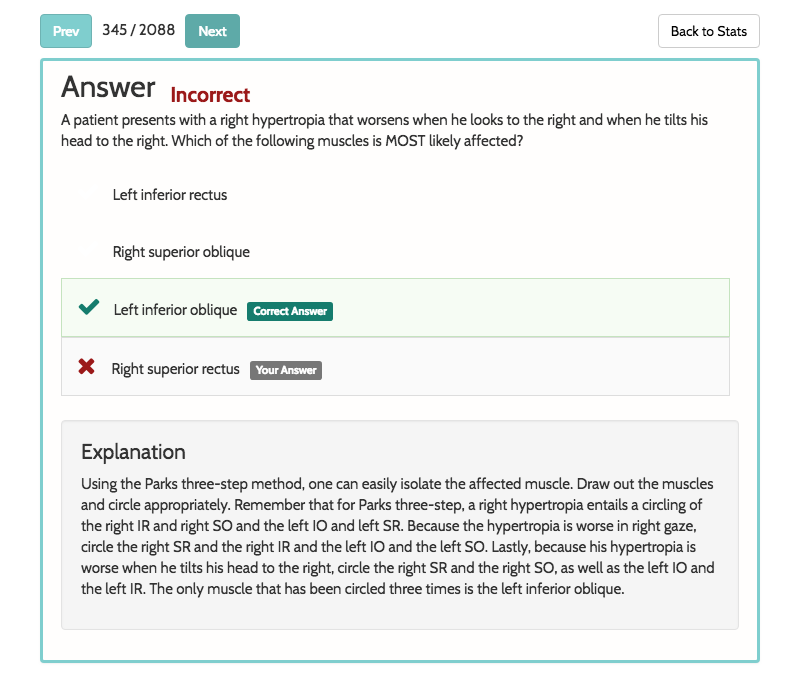 Prev 345 / 2088 Next Back to Stats
Answer Incorrect
A patient presents with a right hypertropia that worsens when he looks to the right and when he tilts his
head to the right. Which of the following muscles is MOST likely affected?
Left inferior rectus
Right superior oblique
Left inferior oblique Correct Answer
Right superior rectus Your Answer
Explanation
Using the Parks three-step method, one can easily isolate the affected muscle. Draw out the muscles
and circle appropriately. Remember that for Parks three-step, a right hypertropia entails a circling of
the right IR and right SO and the left IO and left SR. Because the hypertropia is worse in right gaze,
circle the right SR and the right IR and the left IO and the left SO. Lastly, because his hypertropia is
worse when he tilts his head to the right, circle the right SR and the right SO, as well as the left IO and
the left IR. The only muscle that has been circled three times is the left inferior oblique.